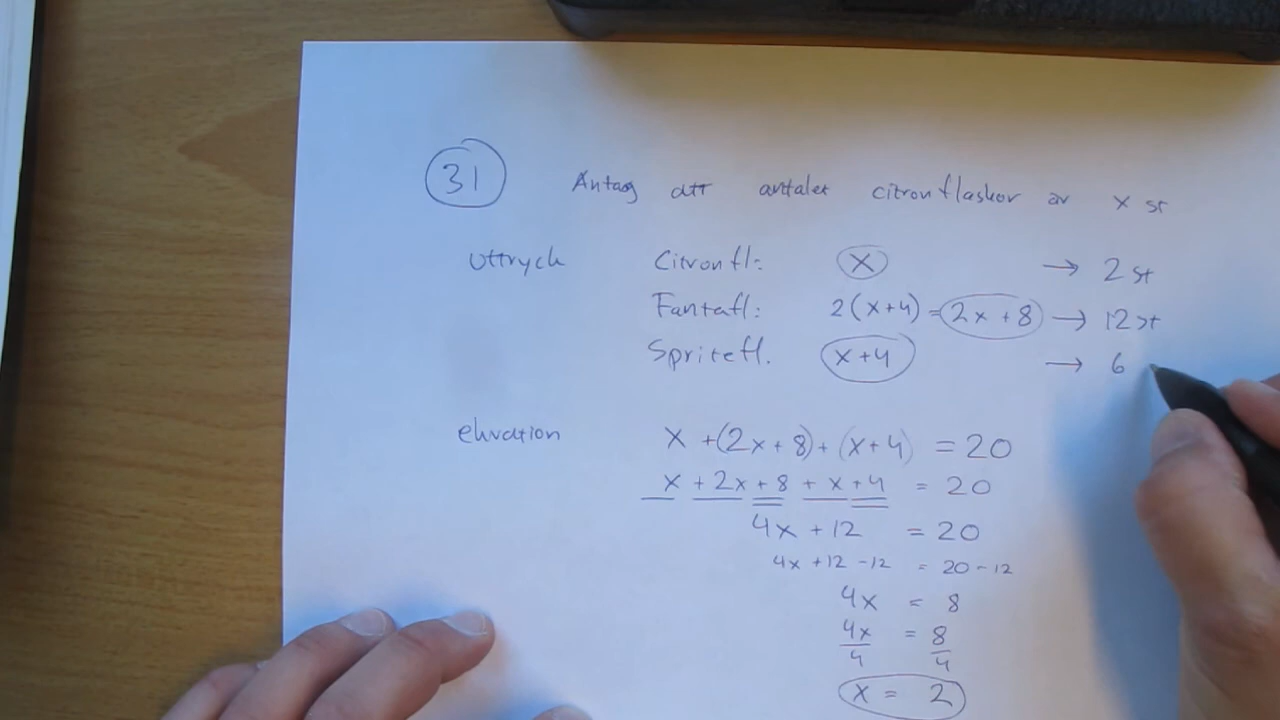 31 Antag att antalet citronflaskor är x st
Uttryck Citronfl: x → 2 st
Fantafl: 2(x+4) = 2x + 8 → 12 st
Spritefl. x+4 → 6
ekvation x + (2x + 8) + (x + 4) = 20
x + 2x + 8 + x + 4 = 20
4x + 12 = 20
4x + 12 - 12 = 20 - 12
4x = 8
4x/4 = 8/4
x = 2